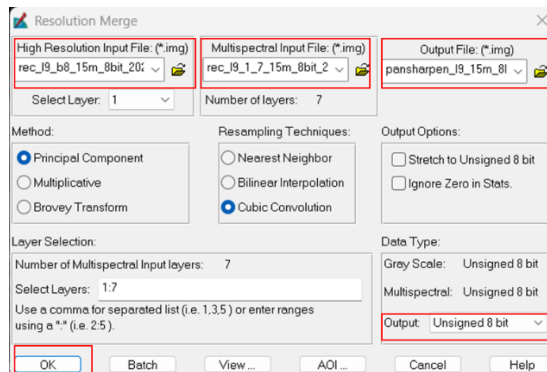 Resolution Merge
High Resolution Input File: (*.img)
Multispectral Input File: (*.img)
Output File: (*.img)
rec_l9_b8_15m_8bit_202
rec_l9_1_7_15m_8bit_2
pansharpen_l9_15m_8l
Select Layer: 1
Number of layers: 7
Method:
Resampling Techniques:
Output Options:
Principal Component
Nearest Neighbor
Stretch to Unsigned 8 bit
Multiplicative
Bilinear Interpolation
Ignore Zero in Stats.
Brovey Transform
Cubic Convolution
Layer Selection:
Data Type:
Number of Multispectral Input layers: 7
Gray Scale: Unsigned 8 bit
Select Layers: 1:7
Multispectral: Unsigned 8 bit
Use a comma for separated list (i.e. 1,3,5 ) or enter ranges
using a ":" (i.e. 2:5 ).
Output: Unsigned 8 bit
OK
Batch
View ...
AOI ...
Cancel
Help